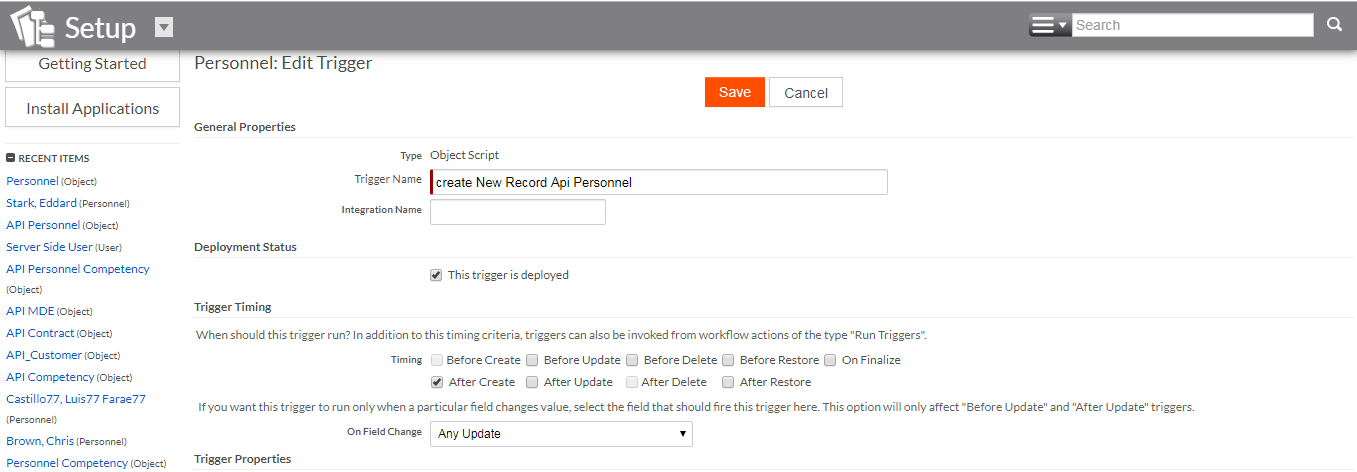 Setup
Search
Getting Started
Install Applications
RECENT ITEMS
Personnel (Object)
Stark, Eddard (Personnel)
API Personnel (Object)
Server Side User (User)
API Personnel Competency
(Object)
API MDE (Object)
API Contract (Object)
API_Customer (Object)
API Competency (Object)
Castillo77, Luis77 Farae77
(Personnel)
Brown, Chris (Personnel)
Personnel Competency (Object)
Personnel: Edit Trigger
Save Cancel
General Properties
Type Object Script
Trigger Name create New Record Api Personnel
Integration Name
Deployment Status
This trigger is deployed
Trigger Timing
When should this trigger run? In addition to this timing criteria, triggers can also be invoked from workflow actions of the type "Run Triggers".
Timing Before Create Before Update Before Delete Before Restore On Finalize
After Create After Update After Delete After Restore
If you want this trigger to run only when a particular field changes value, select the field that should fire this trigger here. This option will only affect "Before Update" and "After Update" triggers.
On Field Change Any Update
Trigger Properties